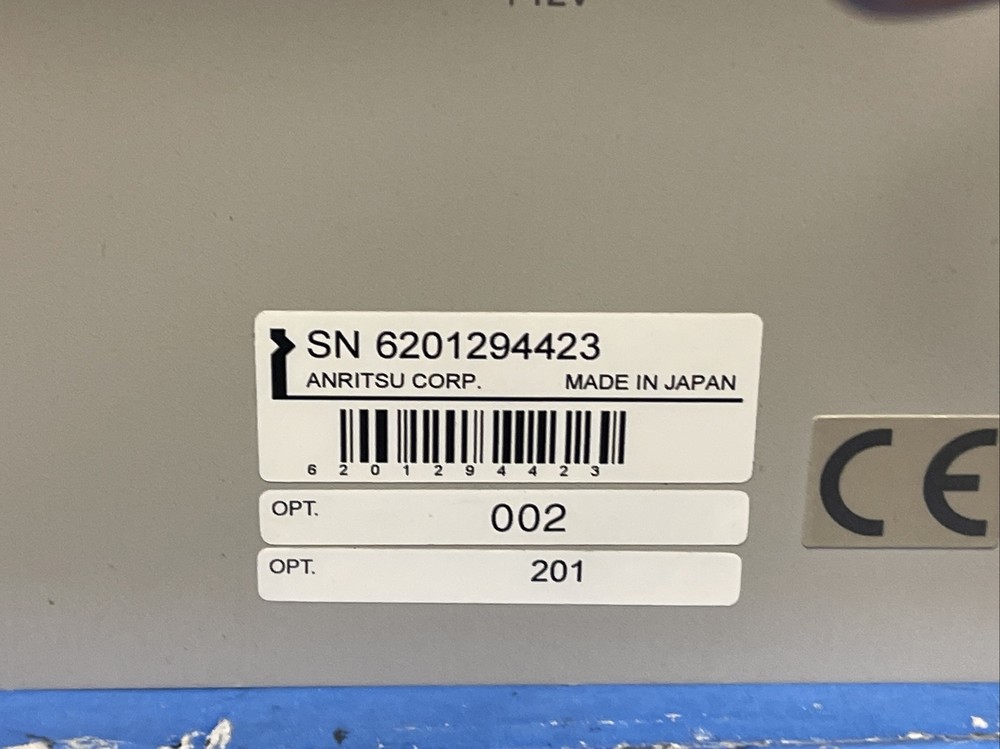 SN 6201294423
ANRITSU CORP. MADE IN JAPAN
6 2 0 1 2 9 4 4 2 3
OPT. 002
OPT. 201
CE